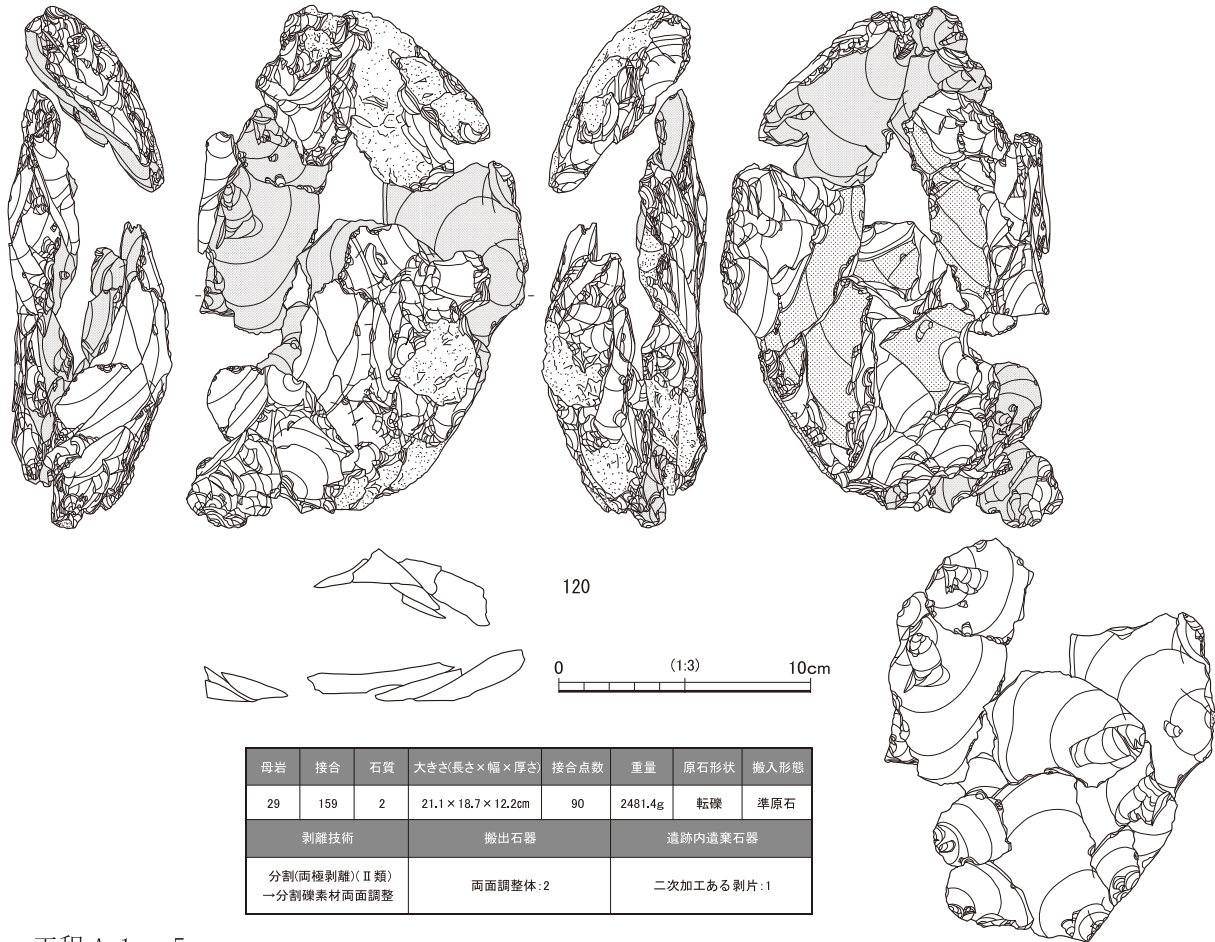 120
0 (1:3) 10cm
母岩 接合 石質 大きさ(長さ×幅×厚さ) 接合点数 重量 原石形状 搬入形態
29 159 2 21.1×18.7×12.2㎝ 90 2481.4g 転礫 準原石
剥離技術 搬出石器 遺跡内遺棄石器
分割(両極剥離)(Ⅱ類)
→分割礫素材両面調整
両面調整体:2
二次加工ある剥片:1